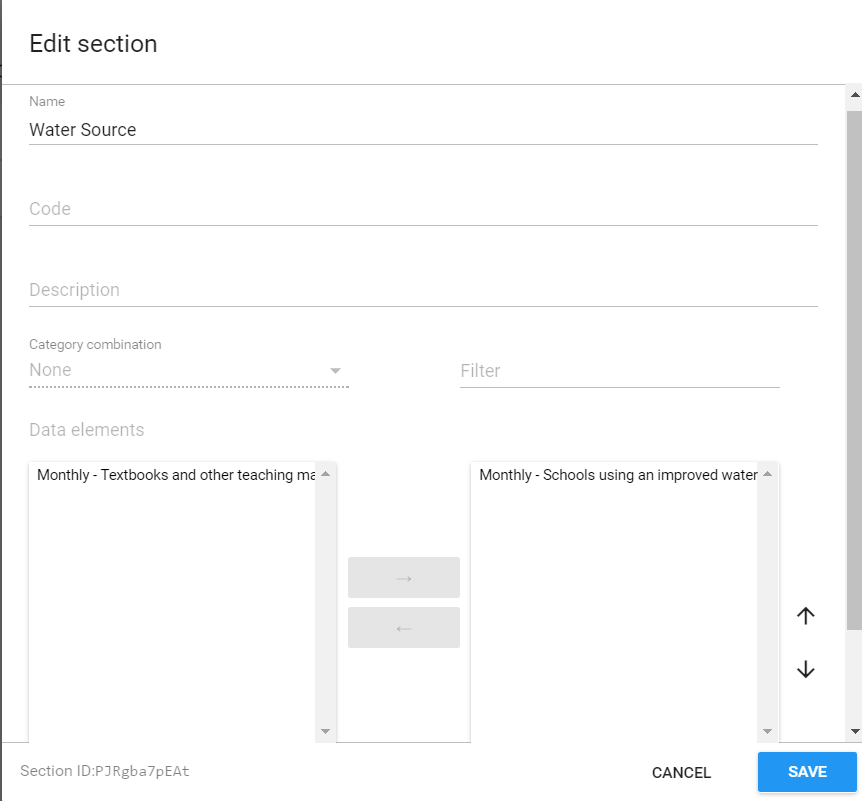 Edit section
Name
Water Source
Code
Description
Category combination
None
Filter
Data elements
Monthly - Textbooks and other teaching ma
Monthly - Schools using an improved water
→
←
Section ID:PJRgba7pEAt
CANCEL
SAVE